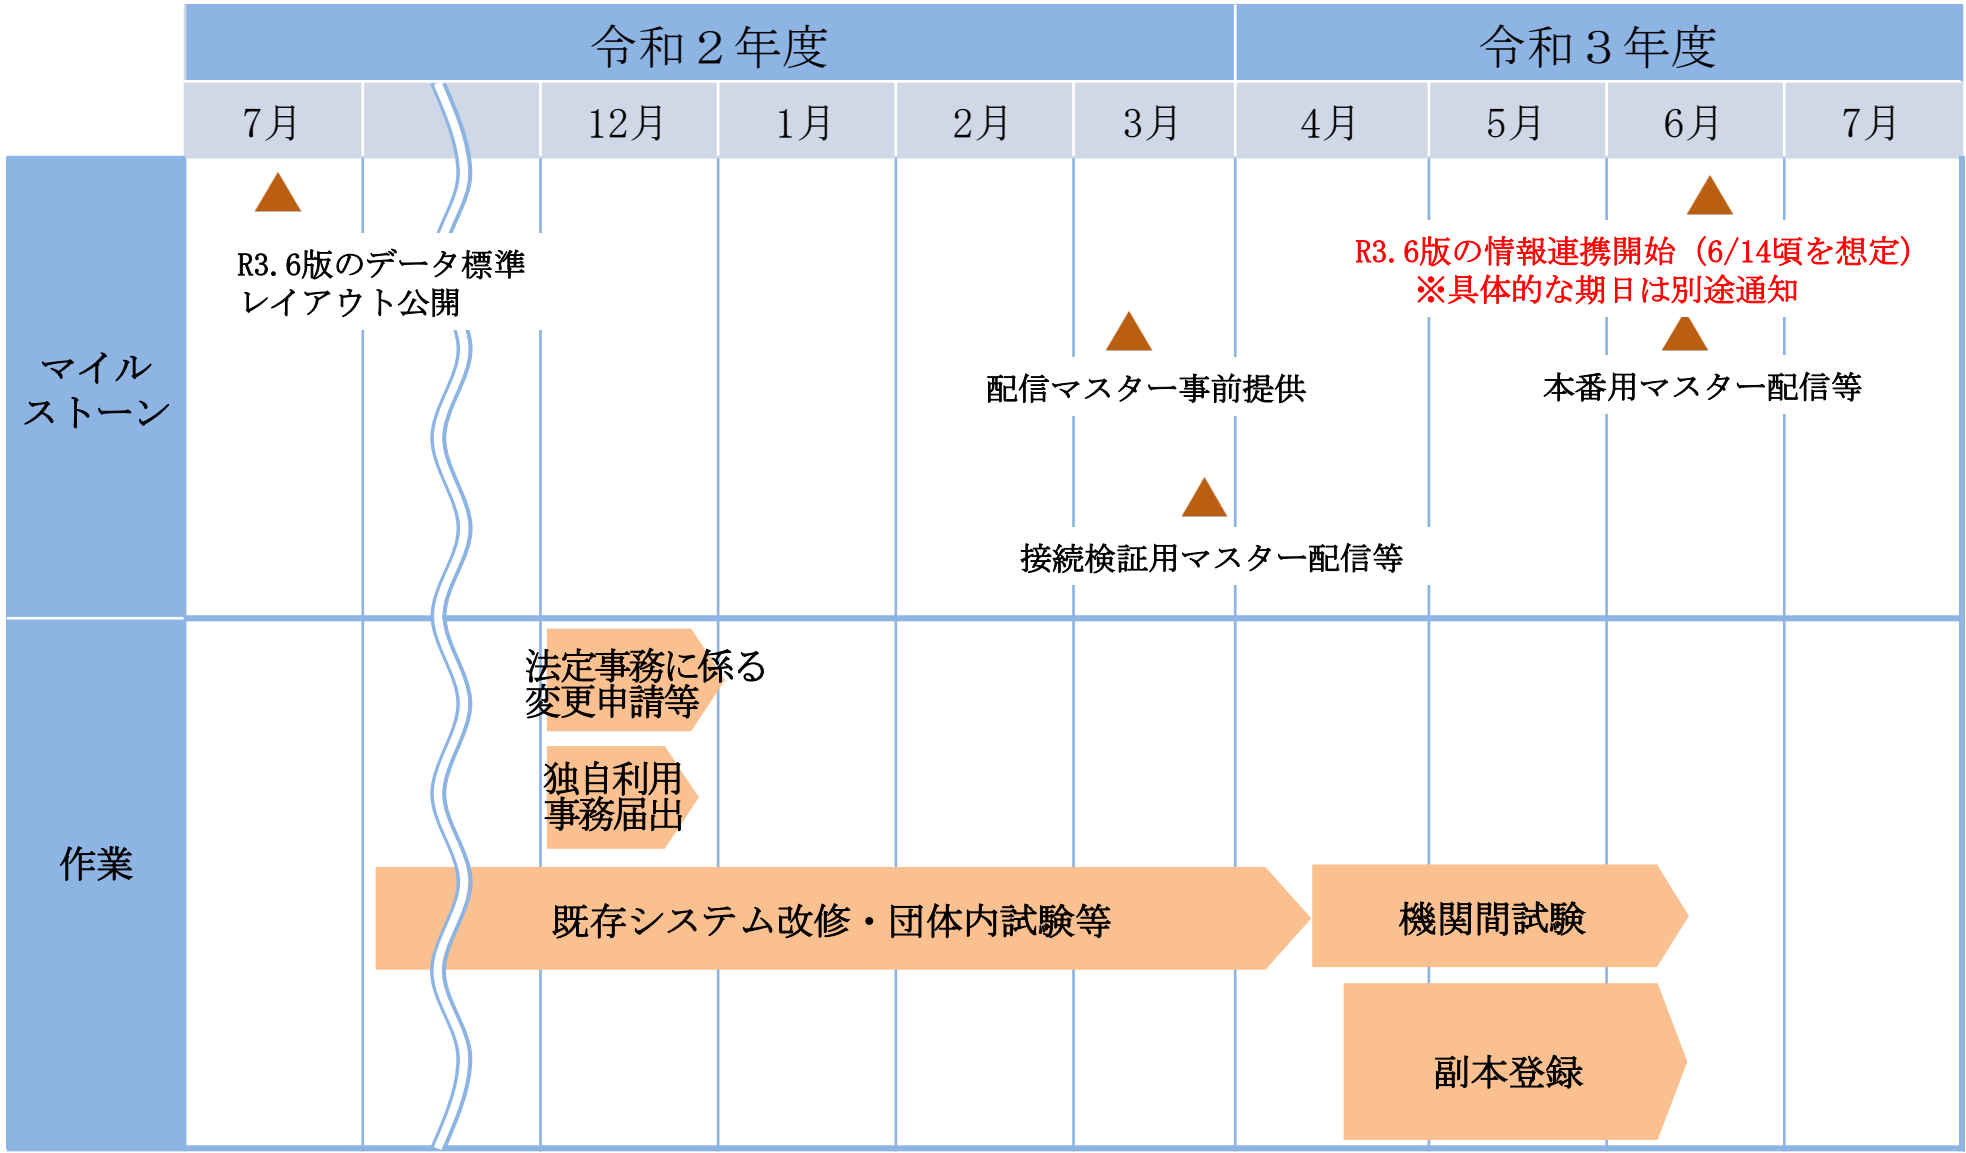 令和２年度
令和３年度
7月
12月
1月
2月
3月
4月
5月
6月
7月
マイル
ストーン
R3.6版のデータ標準
レイアウト公開
R3.6版の情報連携開始（6/14頃を想定）
※具体的な期日は別途通知
配信マスター事前提供
本番用マスター配信等
接続検証用マスター配信等
作業
法定事務に係る
変更申請等
独自利用
事務届出
既存システム改修・団体内試験等
機関間試験
副本登録